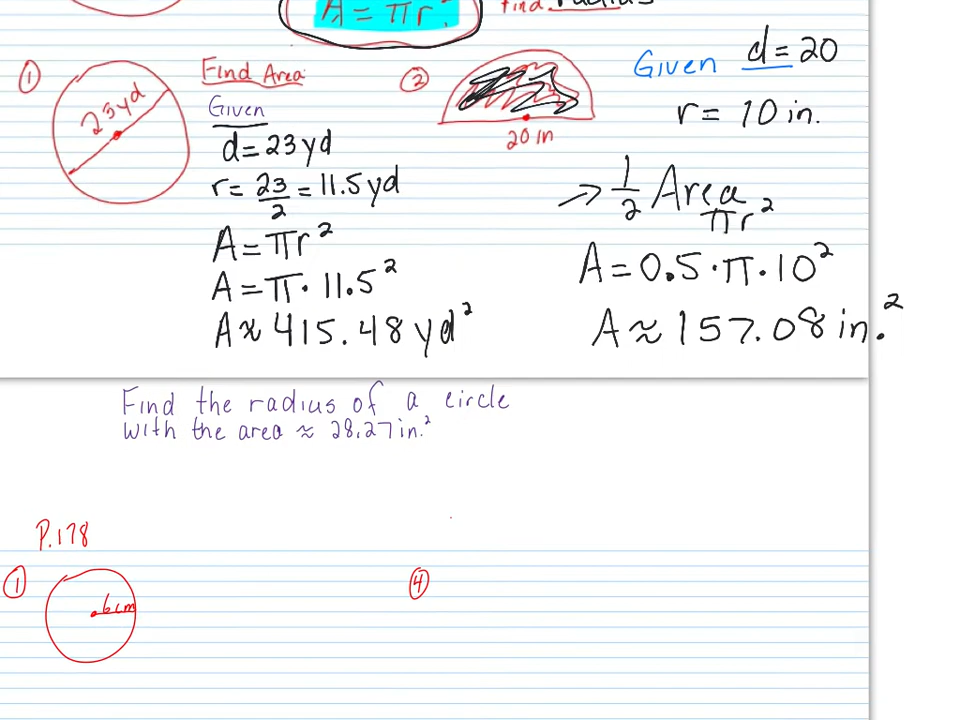 A = πr²
find radius
① Find Area
23yd
Given
d = 23yd
r = 23/2 = 11.5yd
A = πr²
A = π · 11.5²
A ≈ 415.48 yd²
②
20 in
Given d = 20
r = 10 in.
→ 1/2 Area
πr²
A = 0.5 · π · 10²
A ≈ 157.08 in.²
Find the radius of a circle
with the area ≈ 28.27 in.²
P.178
①
6cm
④